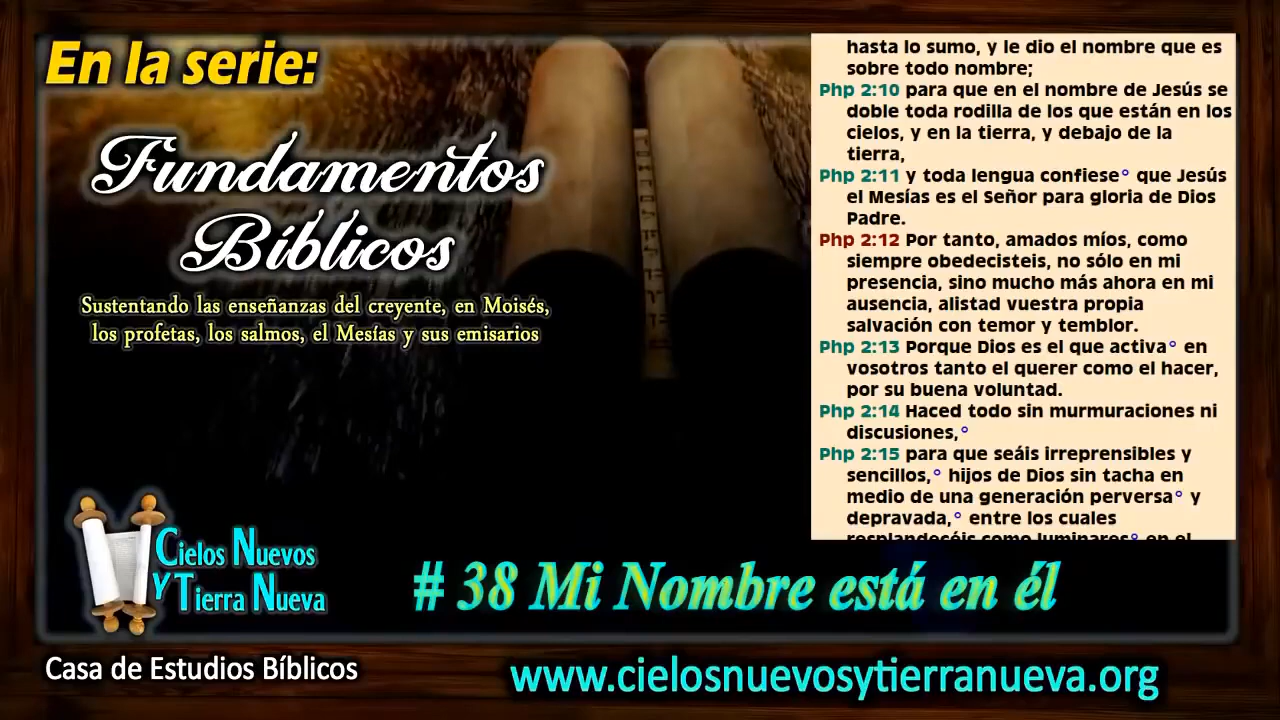 En la serie:
Fundamentos
Bíblicos
Sustentando las enseñanzas del creyente, en Moisés,
los profetas, los salmos, el Mesías y sus emisarios
hasta lo sumo, y le dio el nombre que es
sobre todo nombre;
Php 2:10 para que en el nombre de Jesús se
doble toda rodilla de los que están en los
cielos, y en la tierra, y debajo de la
tierra,
Php 2:11 y toda lengua confiese° que Jesús
el Mesías es el Señor para gloria de Dios
Padre.
Php 2:12 Por tanto, amados míos, como
siempre obedecisteis, no sólo en mi
presencia, sino mucho más ahora en mi
ausencia, alistad vuestra propia
salvación con temor y temblor.
Php 2:13 Porque Dios es el que activa° en
vosotros tanto el querer como el hacer,
por su buena voluntad.
Php 2:14 Haced todo sin murmuraciones ni
discusiones,°
Php 2:15 para que seáis irreprensibles y
sencillos,° hijos de Dios sin tacha en
medio de una generación perversa° y
depravada,° entre los cuales
resplandecéis como luminares° en el
Cielos Nuevos
Y Tierra Nueva
# 38 Mi Nombre está en él
Casa de Estudios Bíblicos
www.cielosnuevosytierranueva.org